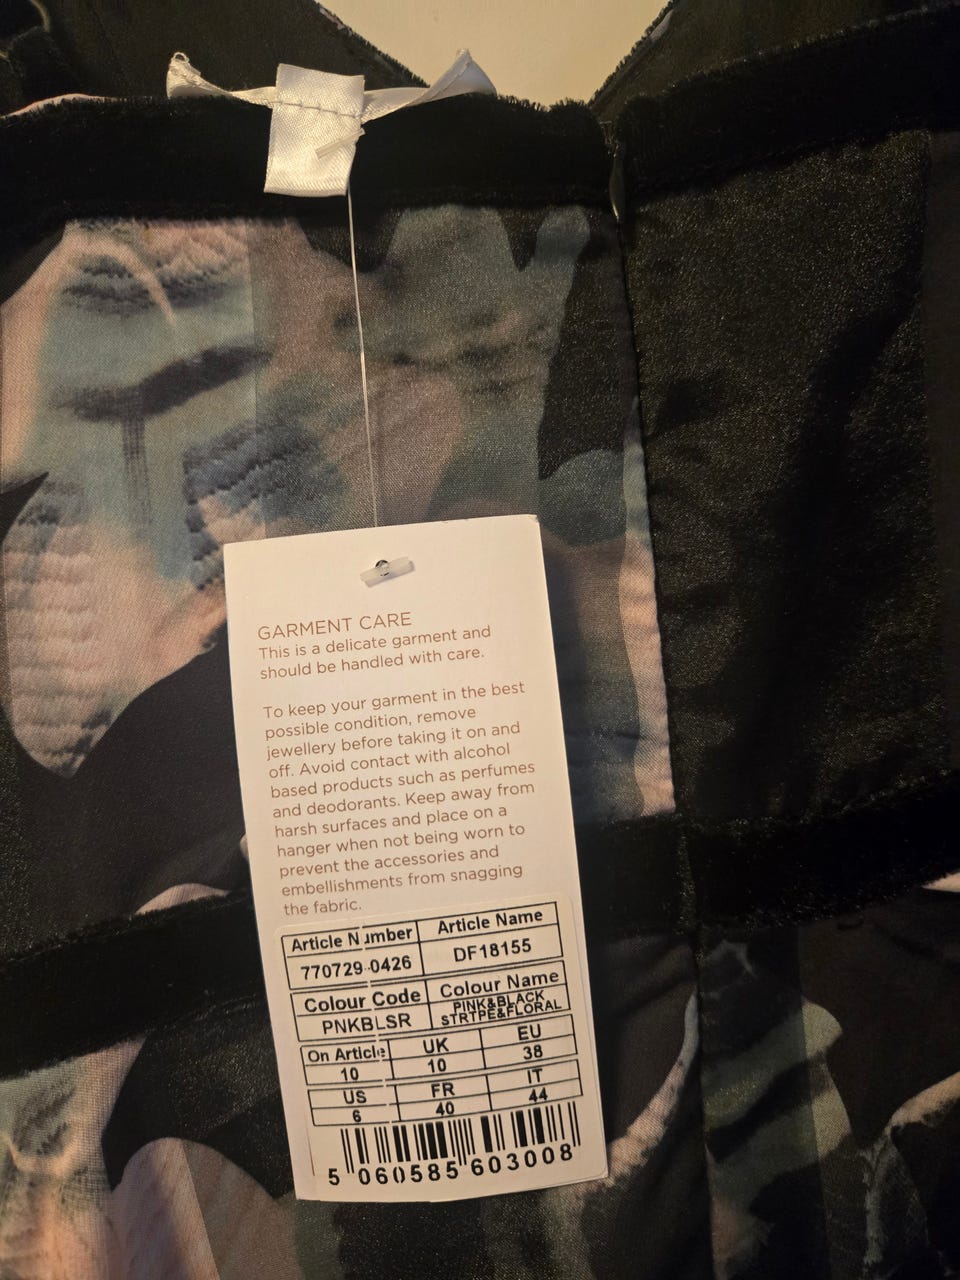 GARMENT CARE
This is a delicate garment and
should be handled with care.
To keep your garment in the best
possible condition, remove
jewellery before taking it on and
off. Avoid contact with alcohol
based products such as perfumes
and deodorants. Keep away from
harsh surfaces and place on a
hanger when not being worn to
prevent the accessories and
embellishments from snagging
the fabric.
Article Number Article Name
770729-0426 DF18155
Colour Code Colour Name
PNKBLSR PINK&BLACK
STRTPE&FLORAL
On Article UK EU
10 10 38
US FR IT
6 40 44
5 060585 603008